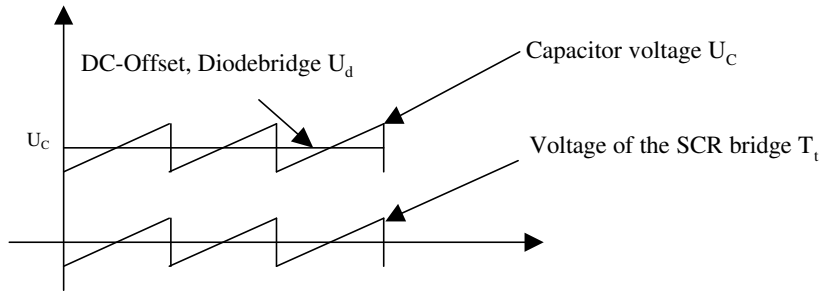 Capacitor voltage U_C
DC-Offset, Diodebridge U_d
U_C
Voltage of the SCR bridge T_t